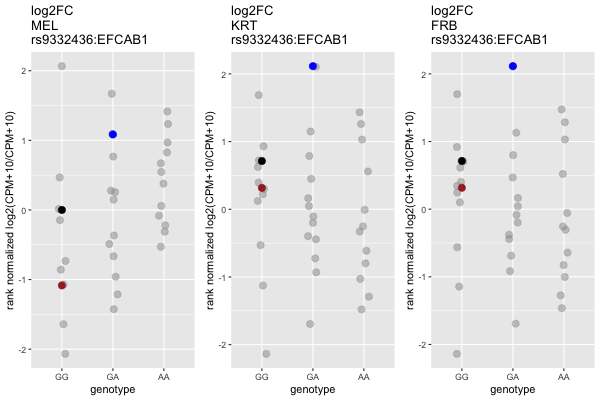 log2FC
MEL
rs9332436:EFCAB1
rank normalized log2(CPM+10/CPM+10)
2
1
0
-1
-2
GG
GA
AA
genotype
log2FC
KRT
rs9332436:EFCAB1
rank normalized log2(CPM+10/CPM+10)
2
1
0
-1
-2
GG
GA
AA
genotype
log2FC
FRB
rs9332436:EFCAB1
rank normalized log2(CPM+10/CPM+10)
2
1
0
-1
-2
GG
GA
AA
genotype